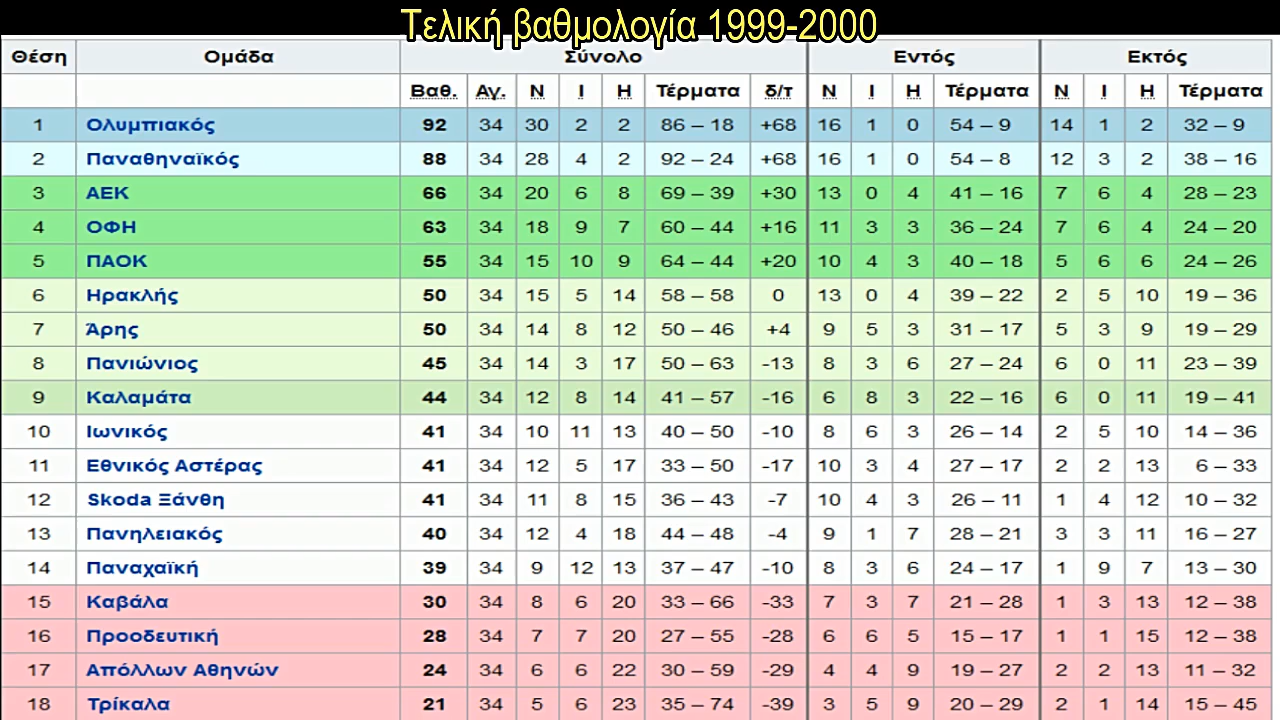 Τελική βαθμολογία 1999-2000
Θέση Ομάδα Σύνολο Εντός Εκτός
Βαθ. Αγ. Ν Ι Η Τέρματα δ/τ Ν Ι Η Τέρματα Ν Ι Η Τέρματα
1 Ολυμπιακός 92 34 30 2 2 86 – 18 +68 16 1 0 54 – 9 14 1 2 32 – 9
2 Παναθηναϊκός 88 34 28 4 2 92 – 24 +68 16 1 0 54 – 8 12 3 2 38 – 16
3 ΑΕΚ 66 34 20 6 8 69 – 39 +30 13 0 4 41 – 16 7 6 4 28 – 23
4 ΟΦΗ 63 34 18 9 7 60 – 44 +16 11 3 3 36 – 24 7 6 4 24 – 20
5 ΠΑΟΚ 55 34 15 10 9 64 – 44 +20 10 4 3 40 – 18 5 6 6 24 – 26
6 Ηρακλής 50 34 15 5 14 58 – 58 0 13 0 4 39 – 22 2 5 10 19 – 36
7 Άρης 50 34 14 8 12 50 – 46 +4 9 5 3 31 – 17 5 3 9 19 – 29
8 Πανιώνιος 45 34 14 3 17 50 – 63 -13 8 3 6 27 – 24 6 0 11 23 – 39
9 Καλαμάτα 44 34 12 8 14 41 – 57 -16 6 8 3 22 – 16 6 0 11 19 – 41
10 Ιωνικός 41 34 10 11 13 40 – 50 -10 8 6 3 26 – 14 2 5 10 14 – 36
11 Εθνικός Αστέρας 41 34 12 5 17 33 – 50 -17 10 3 4 27 – 17 2 2 13 6 – 33
12 Skoda Ξάνθη 41 34 11 8 15 36 – 43 -7 10 4 3 26 – 11 1 4 12 10 – 32
13 Πανηλειακός 40 34 12 4 18 44 – 48 -4 9 1 7 28 – 21 3 3 11 16 – 27
14 Παναχαϊκή 39 34 9 12 13 37 – 47 -10 8 3 6 24 – 17 1 9 7 13 – 30
15 Καβάλα 30 34 8 6 20 33 – 66 -33 7 3 7 21 – 28 1 3 13 12 – 38
16 Προοδευτική 28 34 7 7 20 27 – 55 -28 6 6 5 15 – 17 1 1 15 12 – 38
17 Απόλλων Αθηνών 24 34 6 6 22 30 – 59 -29 4 4 9 19 – 27 2 2 13 11 – 32
18 Τρίκαλα 21 34 5 6 23 35 – 74 -39 3 5 9 20 – 29 2 1 14 15 – 45